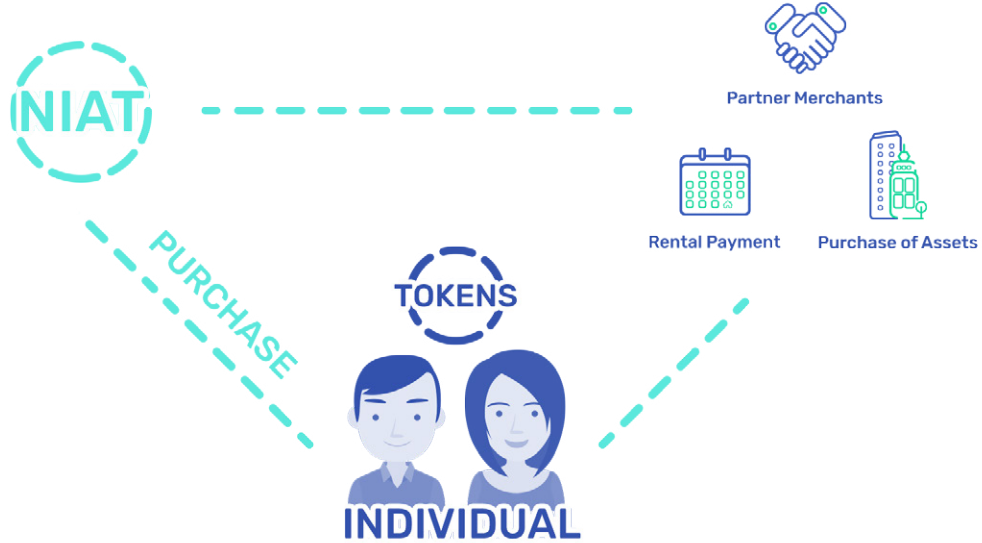 NIAT
Partner Merchants
Rental Payment
Purchase of Assets
PURCHASE
TOKENS
INDIVIDUAL